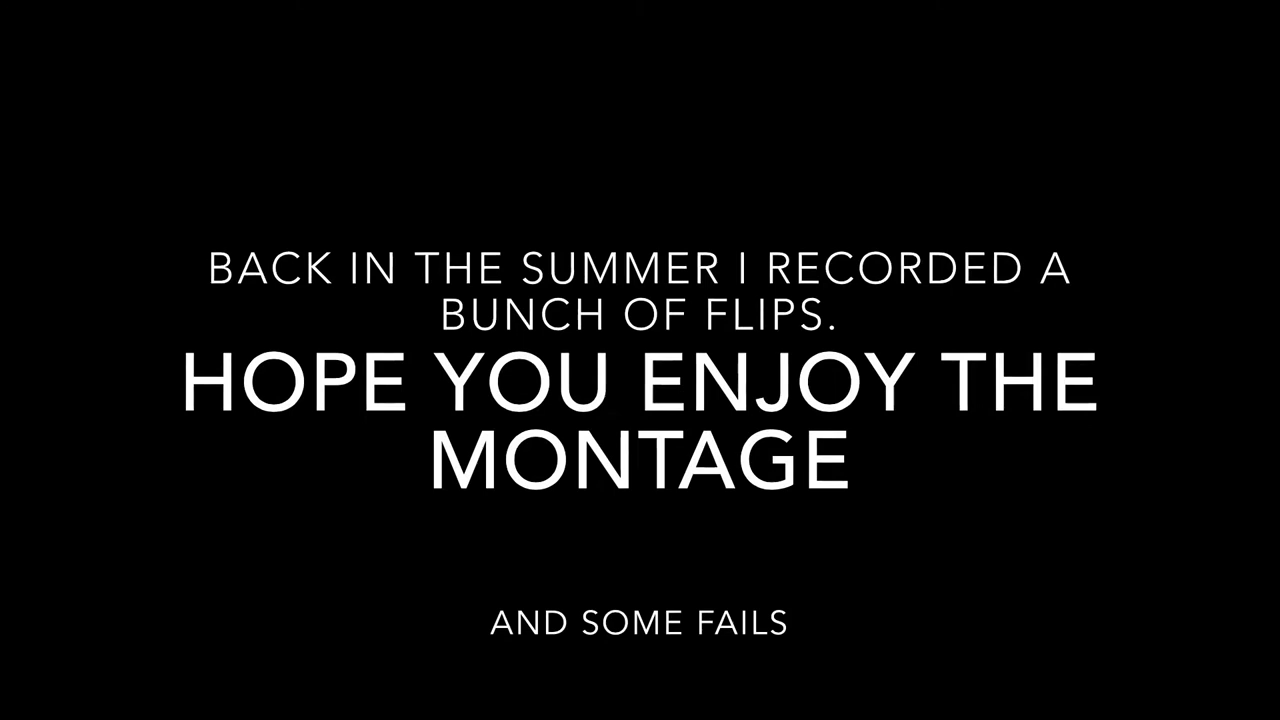 BACK IN THE SUMMER I RECORDED A
BUNCH OF FLIPS.
HOPE YOU ENJOY THE
MONTAGE
AND SOME FAILS